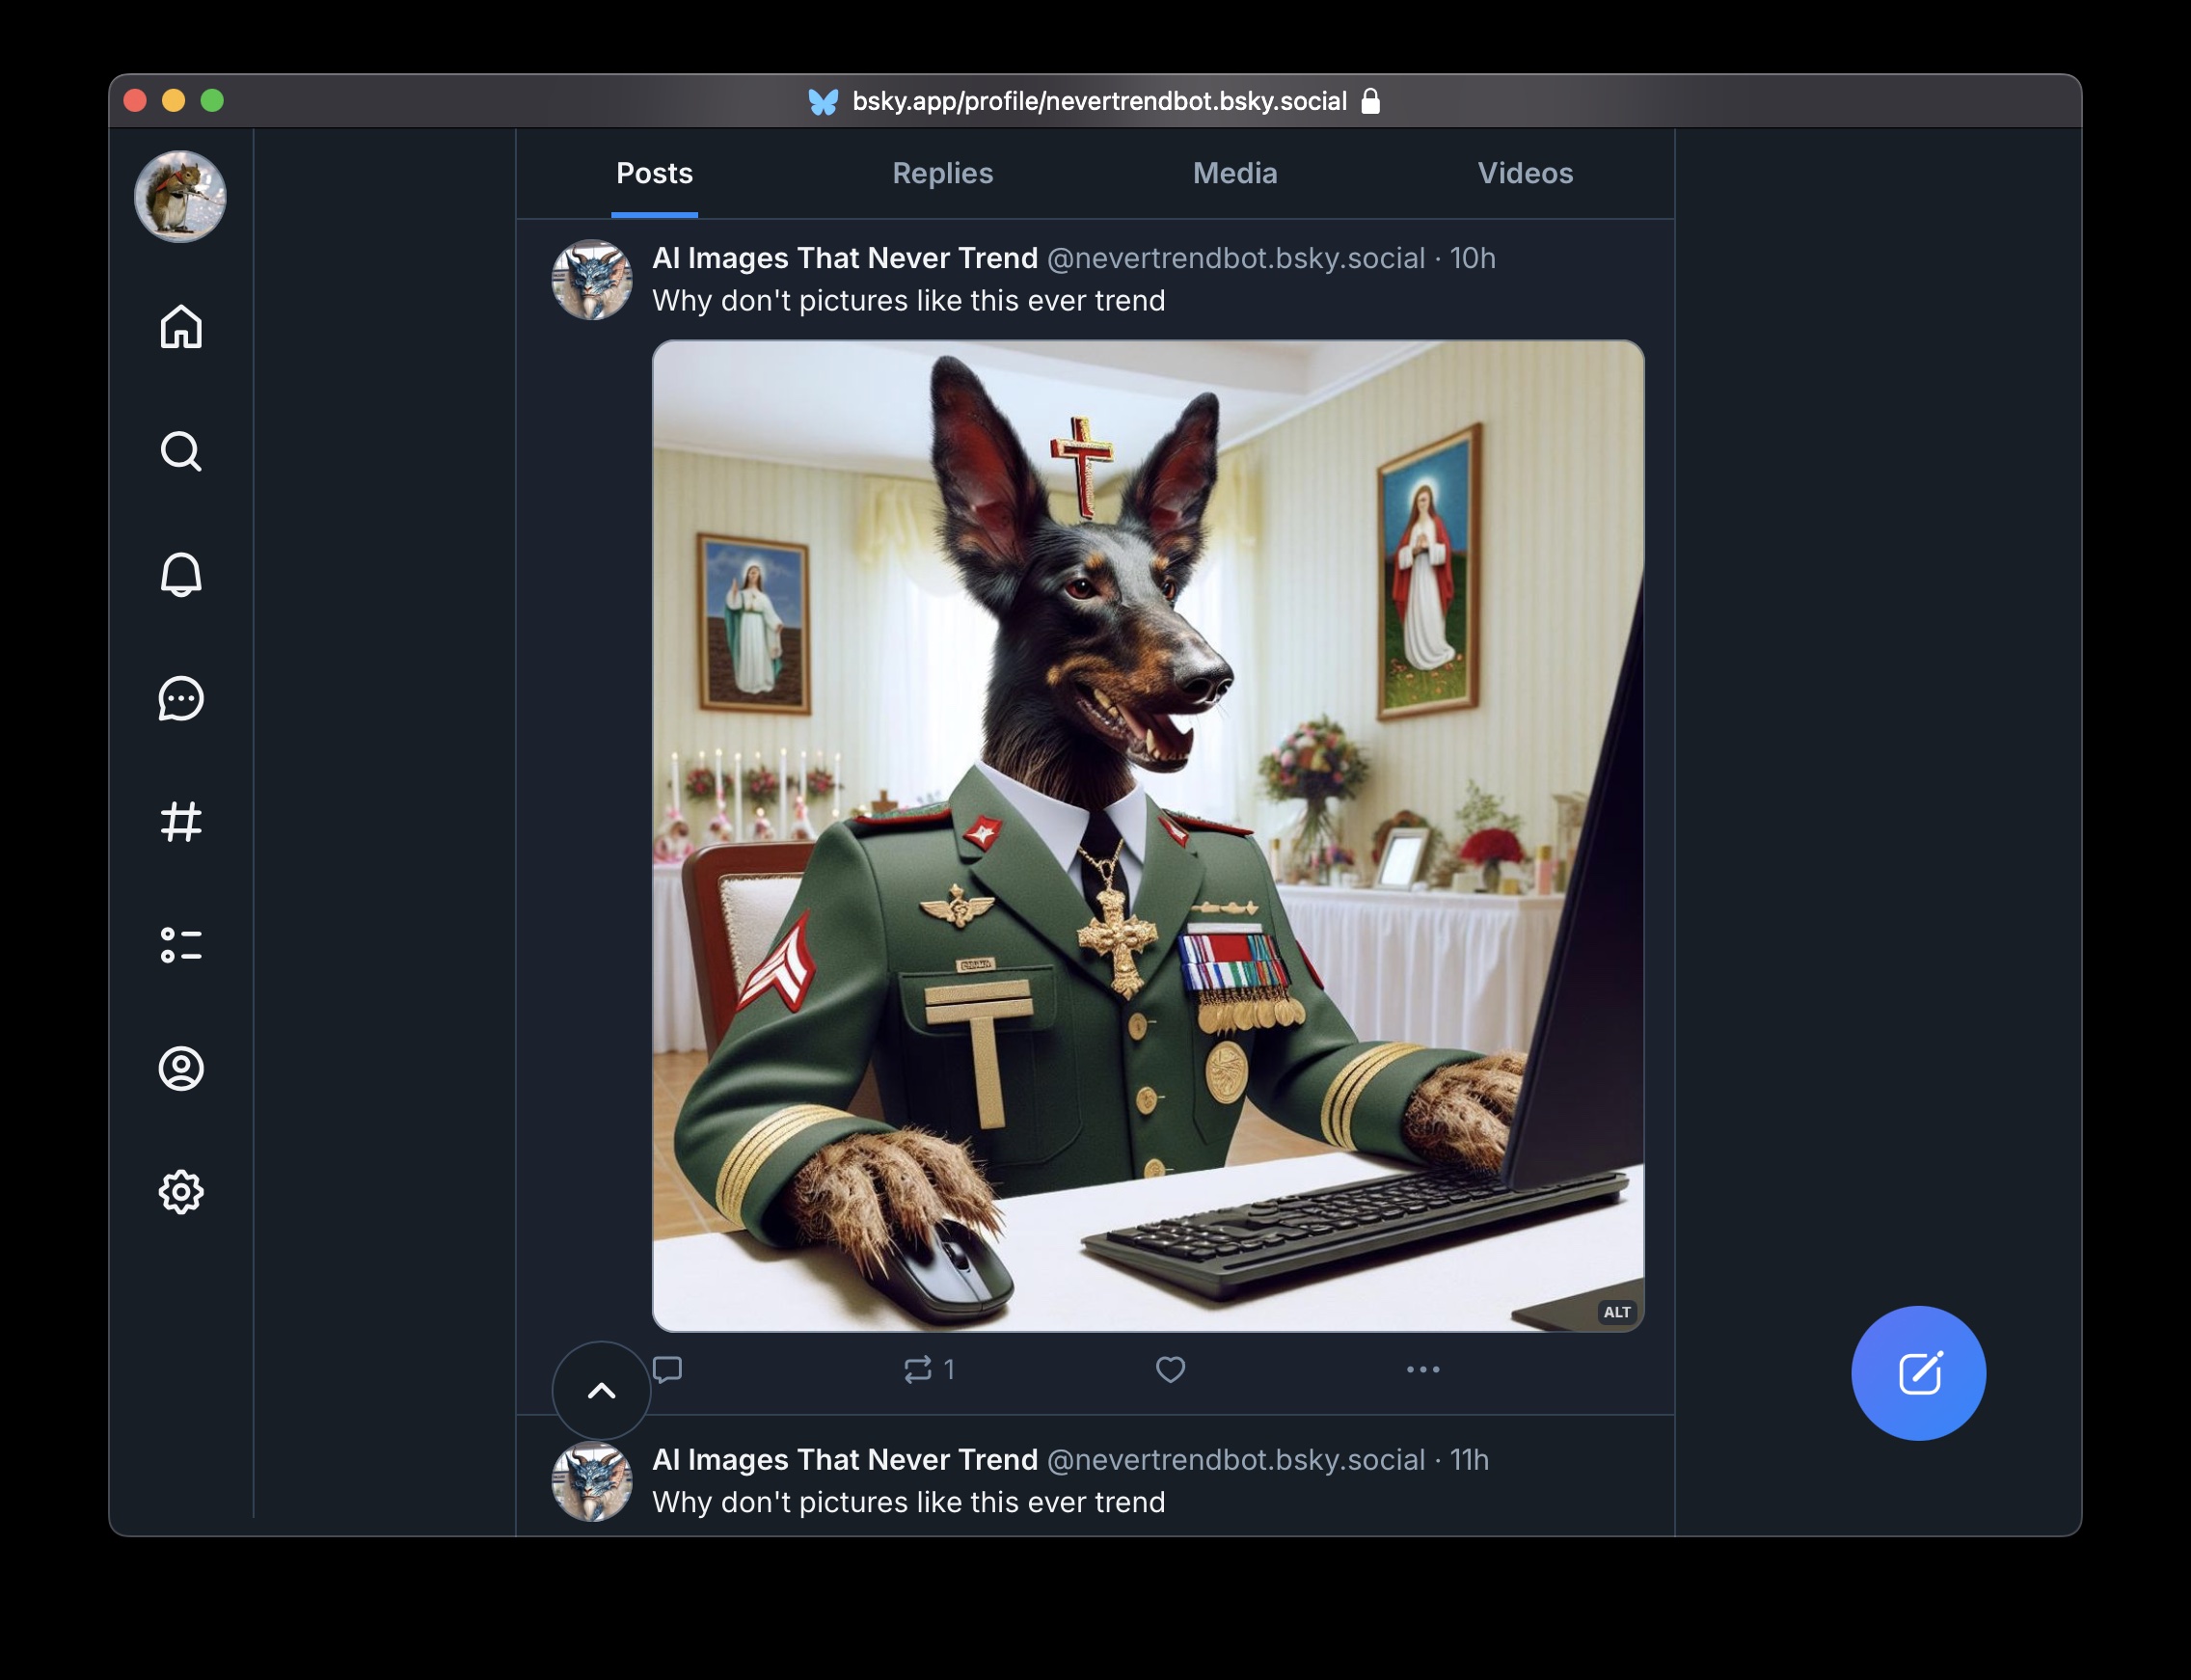 bsky.app/profile/nevertrendbot.bsky.social
Posts Replies Media Videos
AI Images That Never Trend @nevertrendbot.bsky.social · 10h
Why don't pictures like this ever trend
ALT
1
AI Images That Never Trend @nevertrendbot.bsky.social · 11h
Why don't pictures like this ever trend